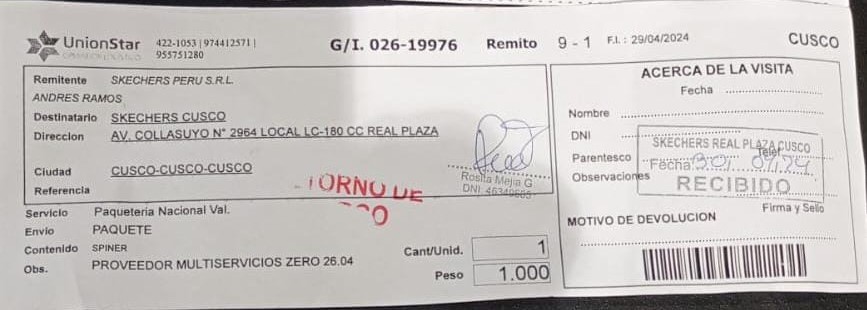 UnionStar 422-1053 | 974412571 |
955751280
G/I. 026-19976 Remito 9 - 1 F.I. : 29/04/2024 CUSCO
Remitente SKECHERS PERU S.R.L.
ANDRES RAMOS
Destinatario SKECHERS CUSCO
Direccion AV. COLLASUYO N° 2964 LOCAL LC-180 CC REAL PLAZA
Ciudad CUSCO-CUSCO-CUSCO
Referencia
Rosita Mejia G
DNI.
Servicio Paqueteria Nacional Val.
Envio PAQUETE
Contenido SPINER
Obs. PROVEEDOR MULTISERVICIOS ZERO 26.04
Cant/Unid. 1
Peso 1.000
ACERCA DE LA VISITA
Fecha
Nombre
DNI
Telef.
Parentesco
Observaciones
SKECHERS REAL PLAZA CUSCO
Fecha:
RECIBIDO
Firma y Sello
MOTIVO DE DEVOLUCION